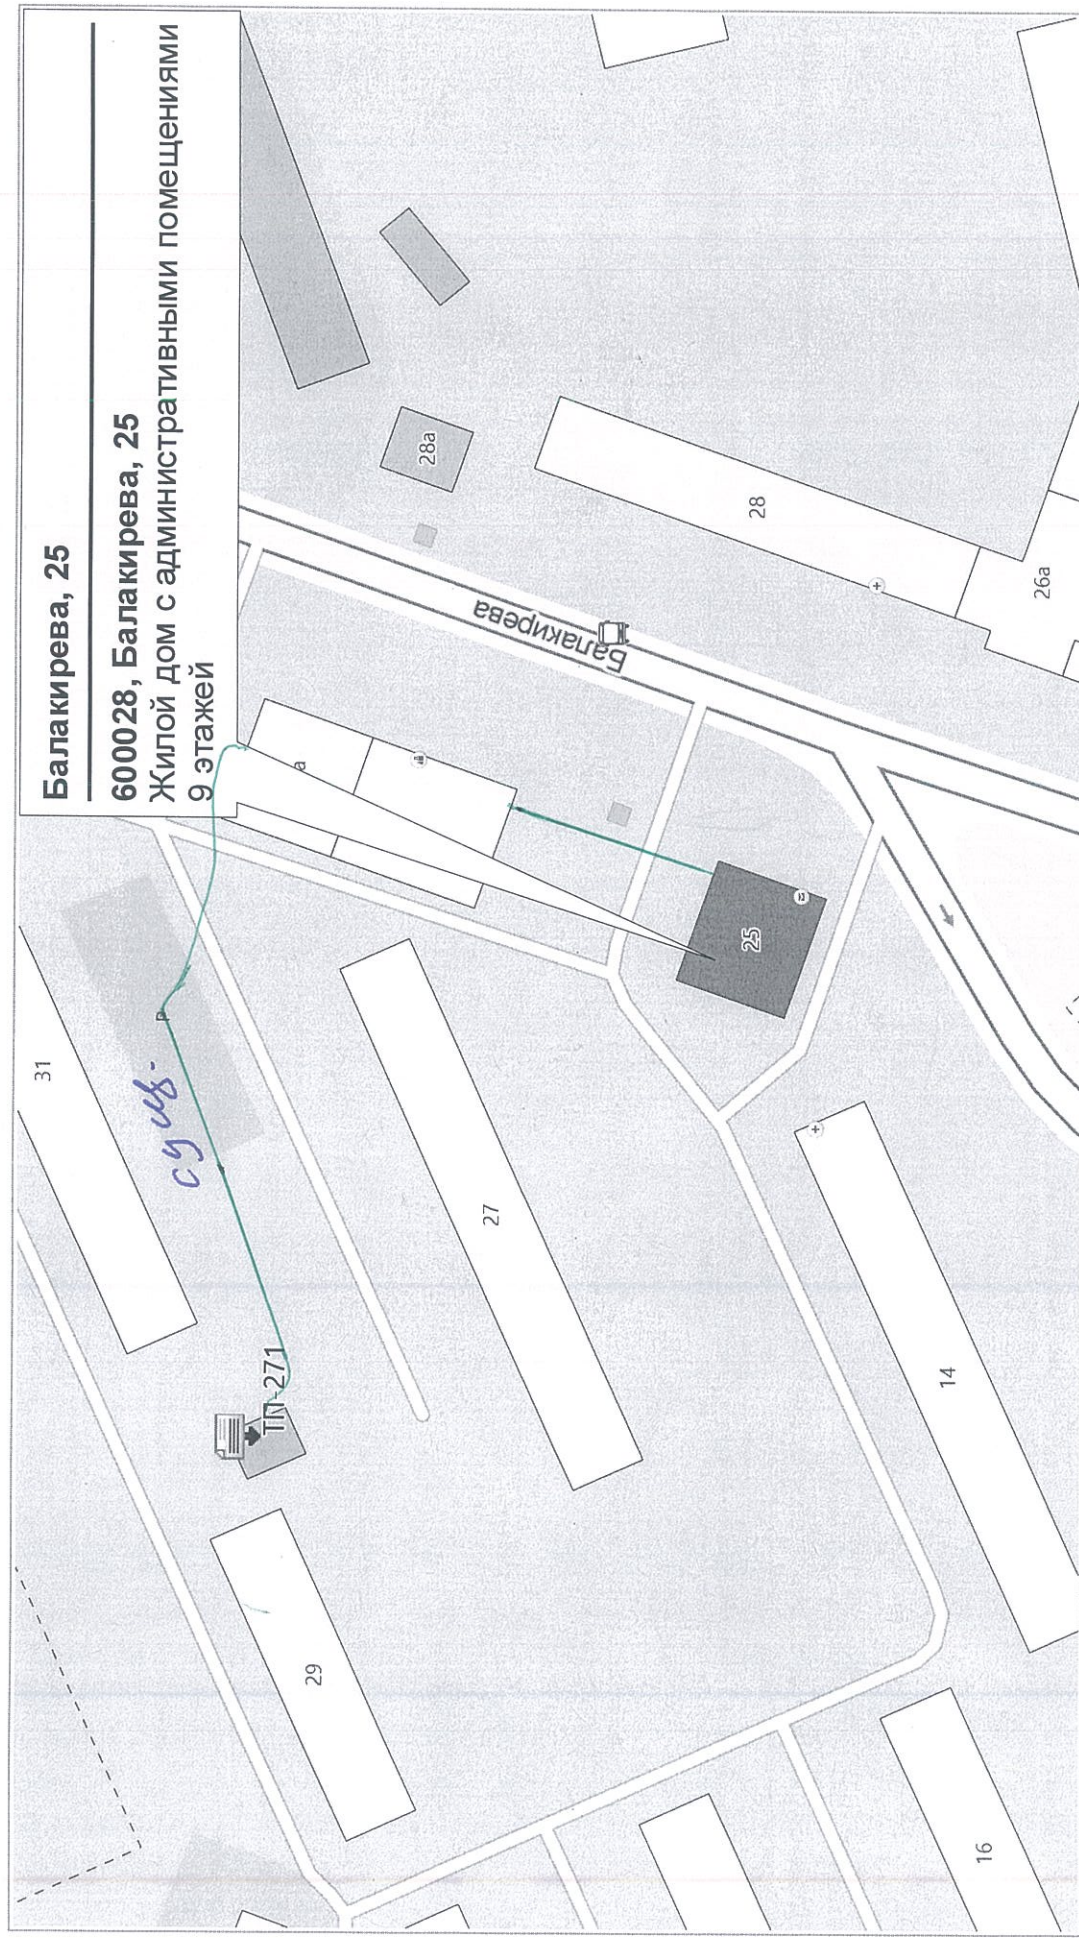 Балакирева, 25
600028, Балакирева, 25
Жилой дом с административными помещениями
9 этажей
31
сущ.
ТП-271
29
27
а
Балакирева
28а
28
26а
25
14
16